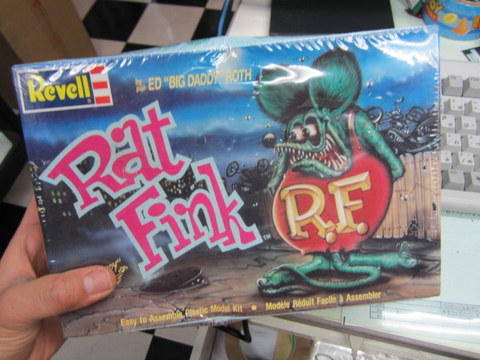 Revell
by ED "BIG DADDY" ROTH
Rat
Fink
R.F.
Easy to Assemble Plastic Model Kit • Modèle Réduit Facile à Assembler